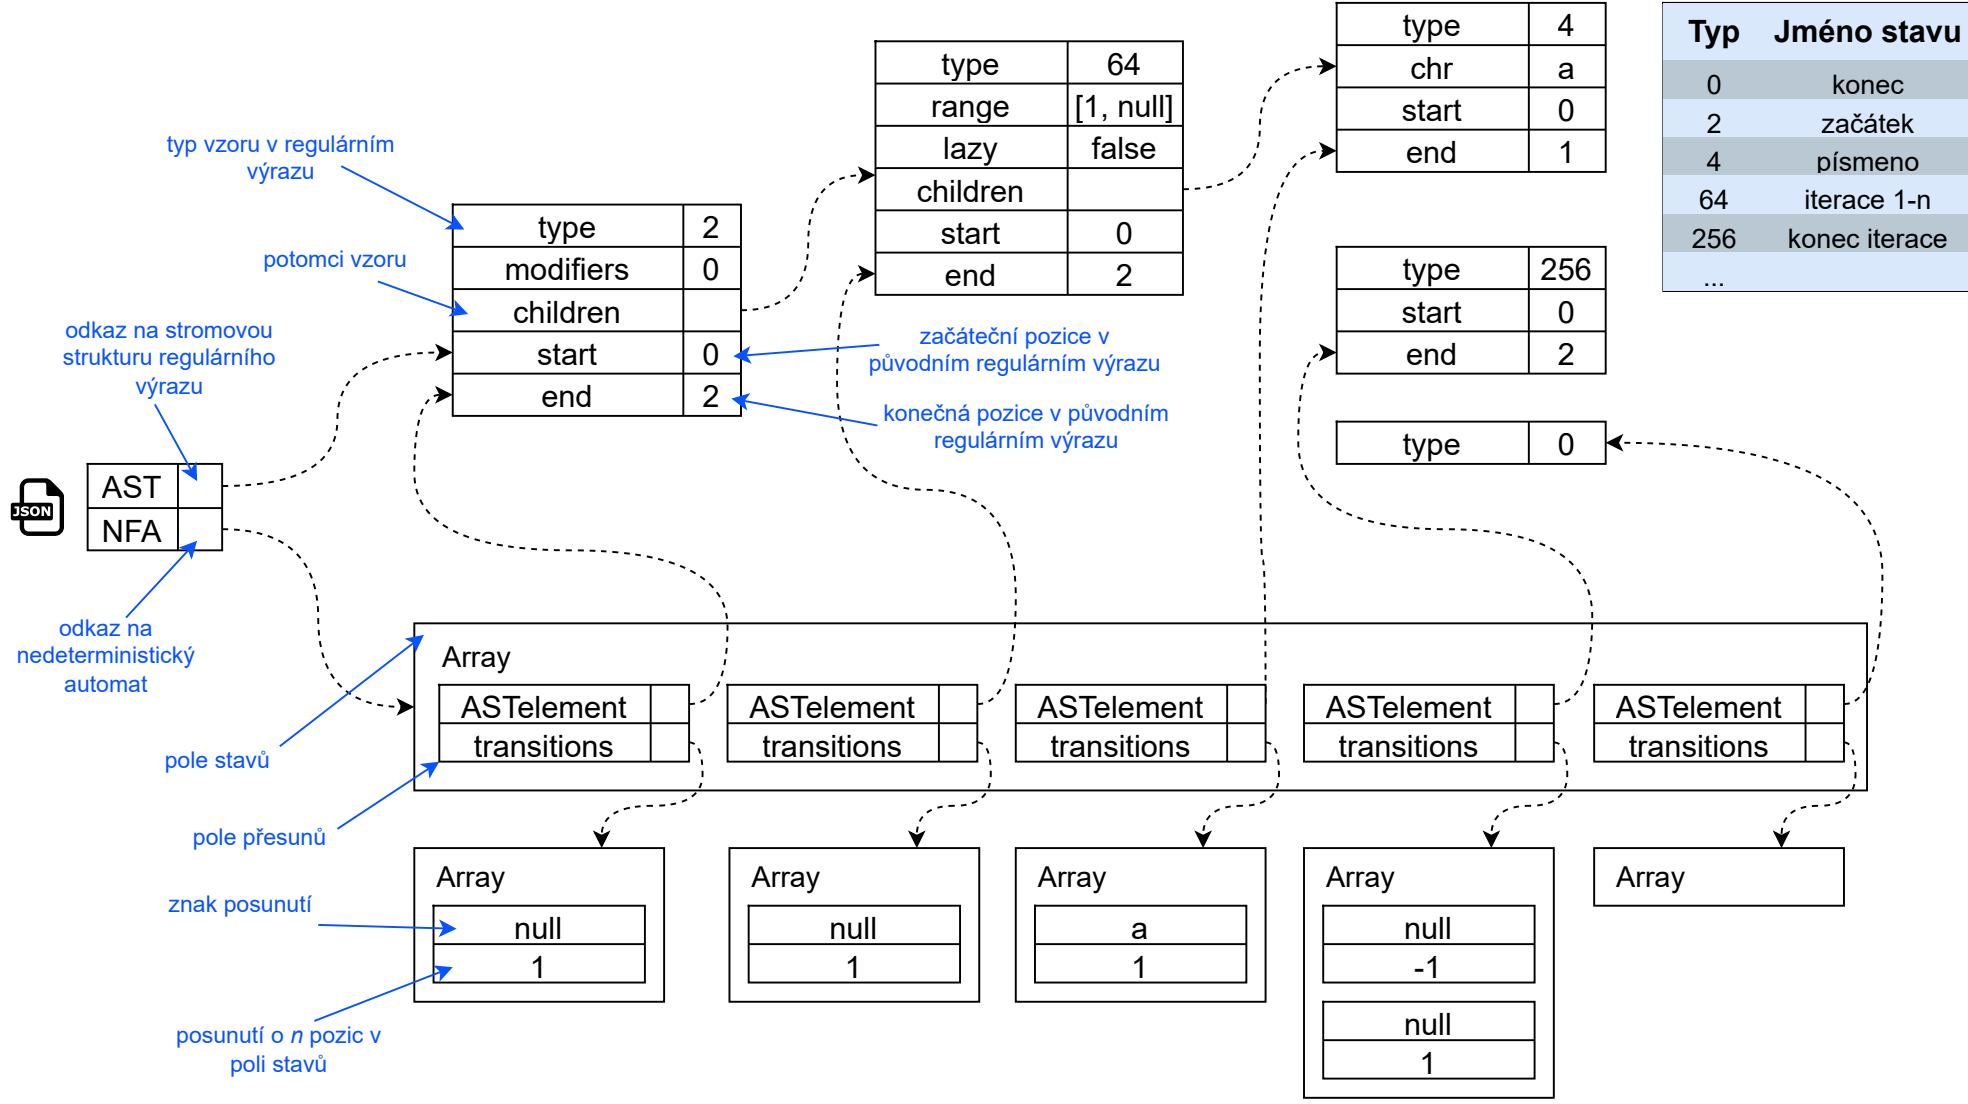 type 4
chr a
start 0
end 1
Typ Jméno stavu
0 konec
2 začátek
4 písmeno
64 iterace 1-n
256 konec iterace
...
type 64
range [1, null]
lazy false
children
start 0
end 2
typ vzoru v regulárním
výrazu
type 2
modifiers 0
children
start 0
end 2
potomci vzoru
type 256
start 0
end 2
odkaz na stromovou
strukturu regulárního
výrazu
začáteční pozice v
původním regulárním výrazu
konečná pozice v původním
regulárním výrazu
type 0
JSON
AST
NFA
odkaz na
nedeterministický
automat
Array
ASTelement
transitions
ASTelement
transitions
ASTelement
transitions
ASTelement
transitions
ASTelement
transitions
pole stavů
pole přesunů
Array
null
1
Array
null
1
Array
a
1
Array
null
-1
null
1
Array
znak posunutí
posunutí o n pozic v
poli stavů